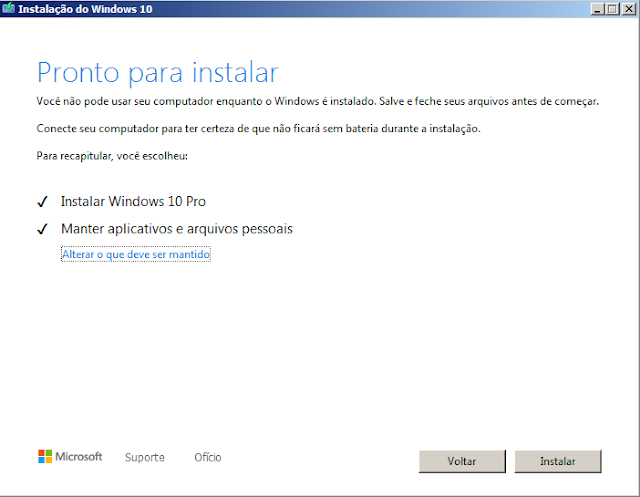 Instalação do Windows 10
Pronto para instalar
Você não pode usar seu computador enquanto o Windows é instalado. Salve e feche seus arquivos antes de começar.
Conecte seu computador para ter certeza de que não ficará sem bateria durante a instalação.
Para recapitular, você escolheu:
✓ Instalar Windows 10 Pro
✓ Manter aplicativos e arquivos pessoais
Alterar o que deve ser mantido
Microsoft Suporte Ofício Voltar Instalar